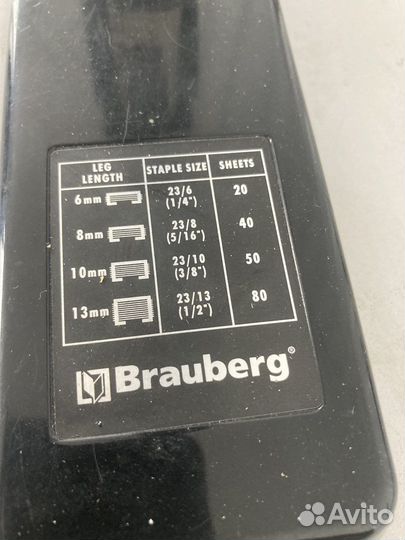 LEG LENGTH STAPLE SIZE SHEETS
6mm 23/6 (1/4") 20
8mm 23/8 (5/16") 40
10mm 23/10 (3/8") 50
13mm 23/13 (1/2") 80
Brauberg®
Avito